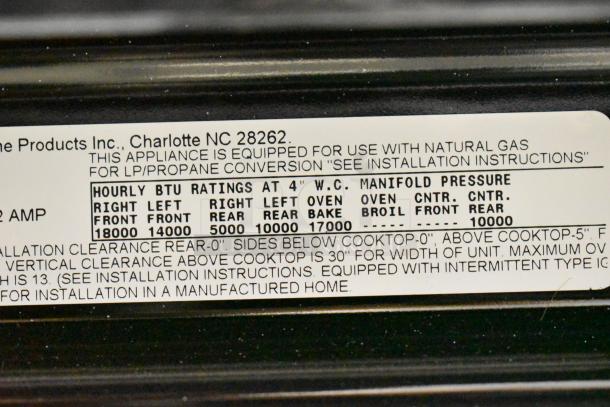 ne Products Inc., Charlotte NC 28262.
THIS APPLIANCE IS EQUIPPED FOR USE WITH NATURAL GAS
FOR LP/PROPANE CONVERSION "SEE INSTALLATION INSTRUCTIONS"
HOURLY BTU RATINGS AT 4" W.C. MANIFOLD PRESSURE
RIGHT LEFT RIGHT LEFT OVEN OVEN CNTR. CNTR.
FRONT FRONT REAR REAR BAKE BROIL FRONT REAR
18000 14000 5000 10000 17000 ----- ----- 10000
2 AMP
ALLATION CLEARANCE REAR-0", SIDES BELOW COOKTOP-0", ABOVE COOKTOP-5". F
VERTICAL CLEARANCE ABOVE COOKTOP IS 30" FOR WIDTH OF UNIT. MAXIMUM OV
H IS 13. (SEE INSTALLATION INSTRUCTIONS. EQUIPPED WITH INTERMITTENT TYPE IG
FOR INSTALLATION IN A MANUFACTURED HOME.